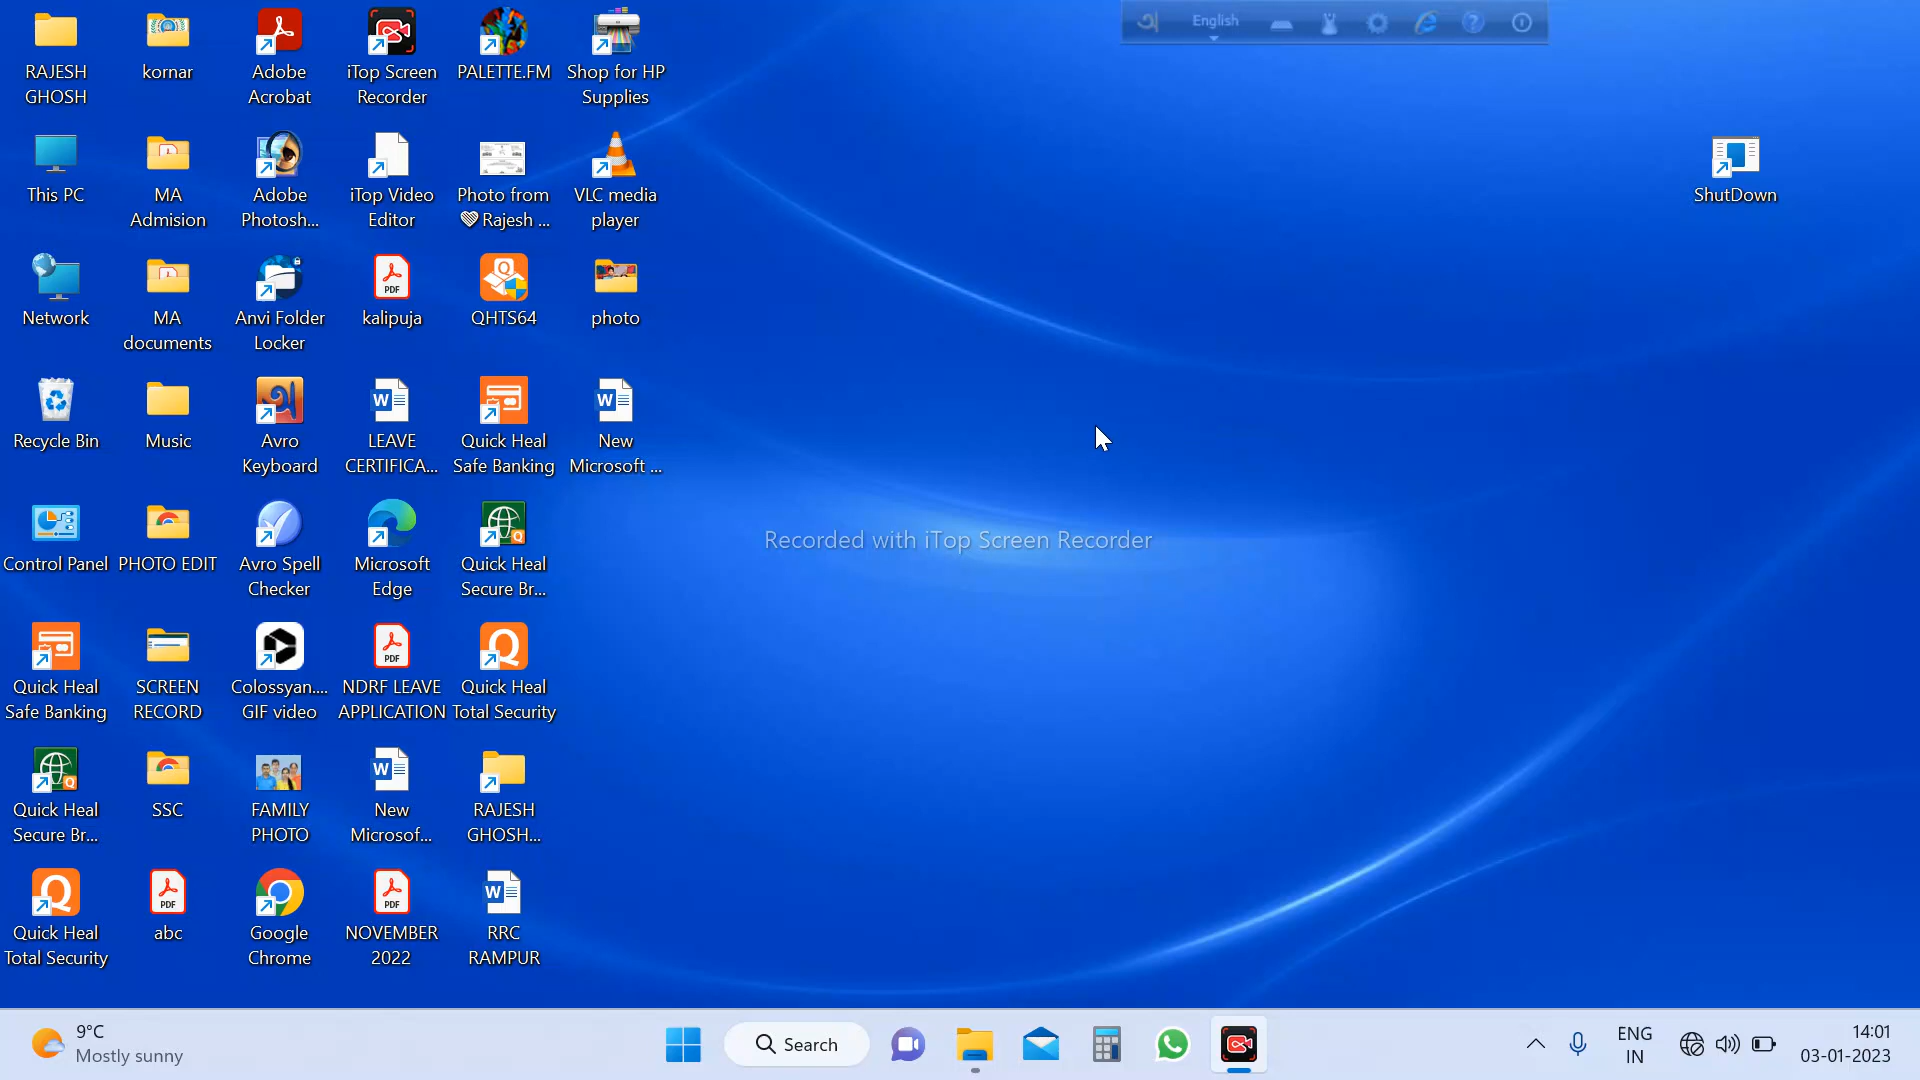 English
RAJESH
GHOSH
kornar
Adobe
Acrobat
iTop Screen
Recorder
PALETTE.FM
Shop for HP
Supplies
This PC
MA
Admision
Adobe
Photosh...
iTop Video
Editor
Photo from
🤍Rajesh ...
VLC media
player
ShutDown
Network
MA
documents
Anvi Folder
Locker
PDF
kalipuja
QHTS64
photo
Recycle Bin
Music
Avro
Keyboard
LEAVE
CERTIFICA...
Quick Heal
Safe Banking
New
Microsoft ...
Recorded with iTop Screen Recorder
Control Panel
PHOTO EDIT
Avro Spell
Checker
Microsoft
Edge
Quick Heal
Secure Br...
Quick Heal
Safe Banking
SCREEN
RECORD
Colossyan....
GIF video
PDF
NDRF LEAVE
APPLICATION
Quick Heal
Total Security
Quick Heal
Secure Br...
SSC
FAMILY
PHOTO
New
Microsof...
RAJESH
GHOSH...
Quick Heal
Total Security
PDF
abc
Google
Chrome
PDF
NOVEMBER
2022
RRC
RAMPUR
9°C
Mostly sunny
Search
ENG
IN
14:01
03-01-2023